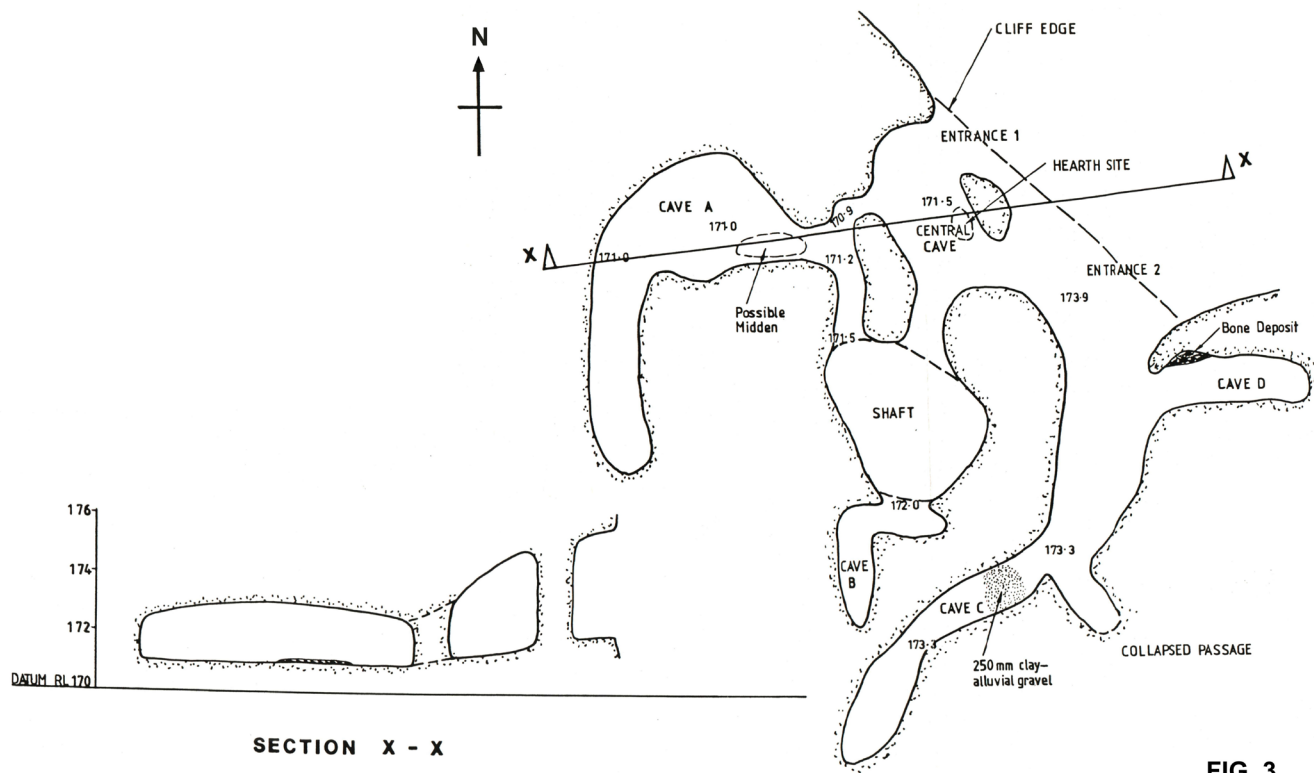 N
CLIFF EDGE
ENTRANCE 1
HEARTH SITE
X
CAVE A
171.0
170.9
171.5
CENTRAL
CAVE
X
171.0
171.2
ENTRANCE 2
173.9
Possible
Midden
171.5
Bone Deposit
CAVE D
SHAFT
172.0
CAVE
B
173.3
CAVE C
173.3
COLLAPSED PASSAGE
250 mm clay-
alluvial gravel
176
174
172
DATUM RL 170
SECTION X - X
FIG. 3